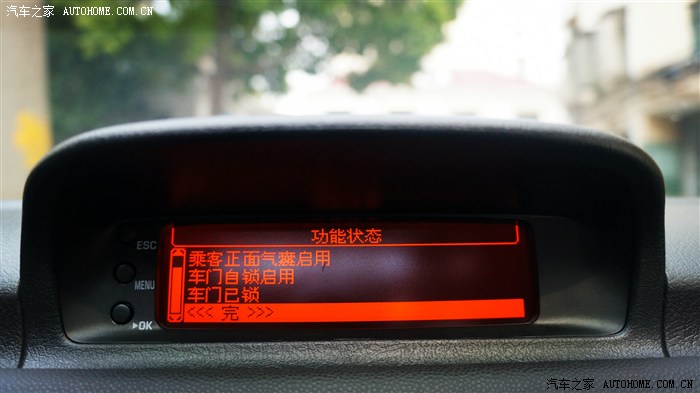 汽车之家 AUTOHOME.COM.CN
功能状态
ESC
乘客正面气囊启用
车门自锁启用
MENU
车门已锁
▶OK
<<< 完 >>>
汽车之家 AUTOHOME.COM.CN